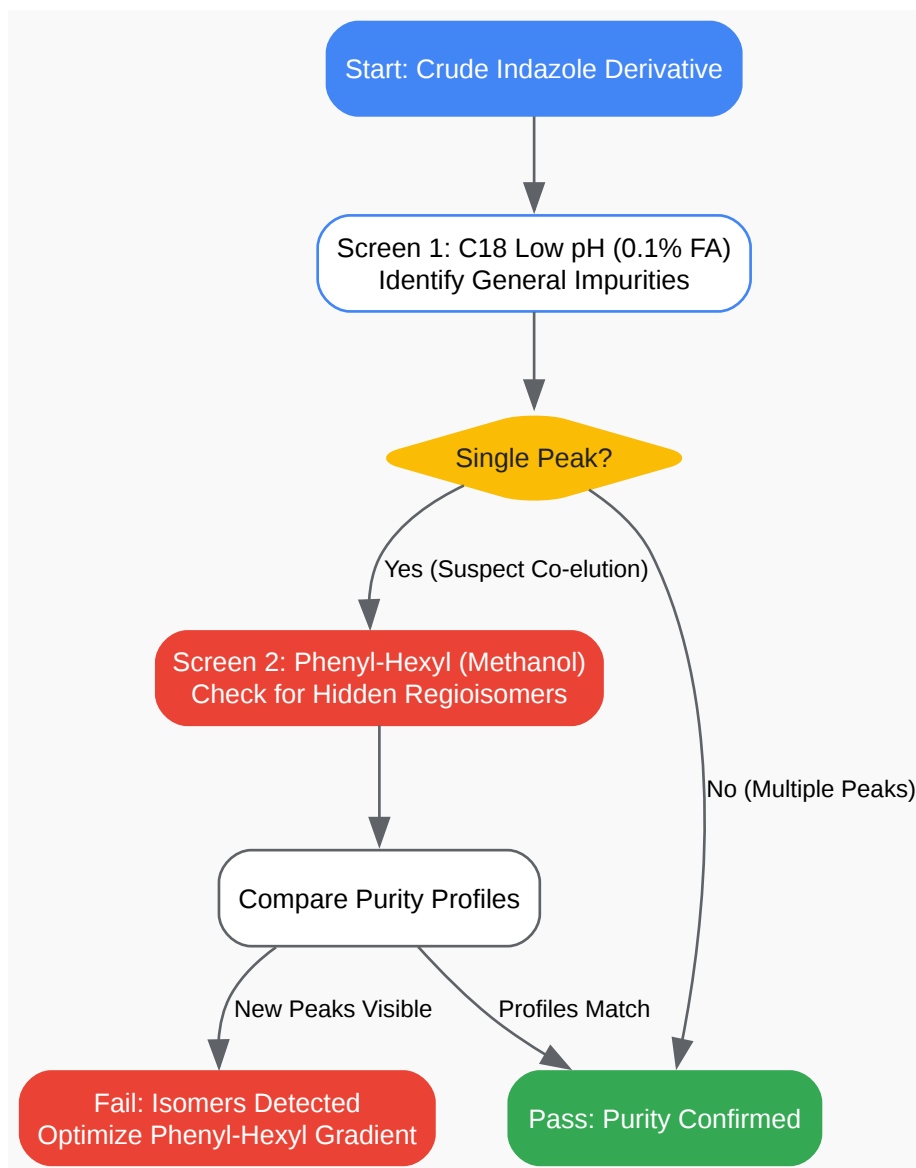 Start: Crude Indazole Derivative
Screen 1: C18 Low pH (0.1% FA)
Identify General Impurities
Single Peak?
Yes (Suspect Co-elution)
Screen 2: Phenyl-Hexyl (Methanol)
Check for Hidden Regioisomers
No (Multiple Peaks)
Compare Purity Profiles
New Peaks Visible
Profiles Match
Fail: Isomers Detected
Optimize Phenyl-Hexyl Gradient
Pass: Purity Confirmed